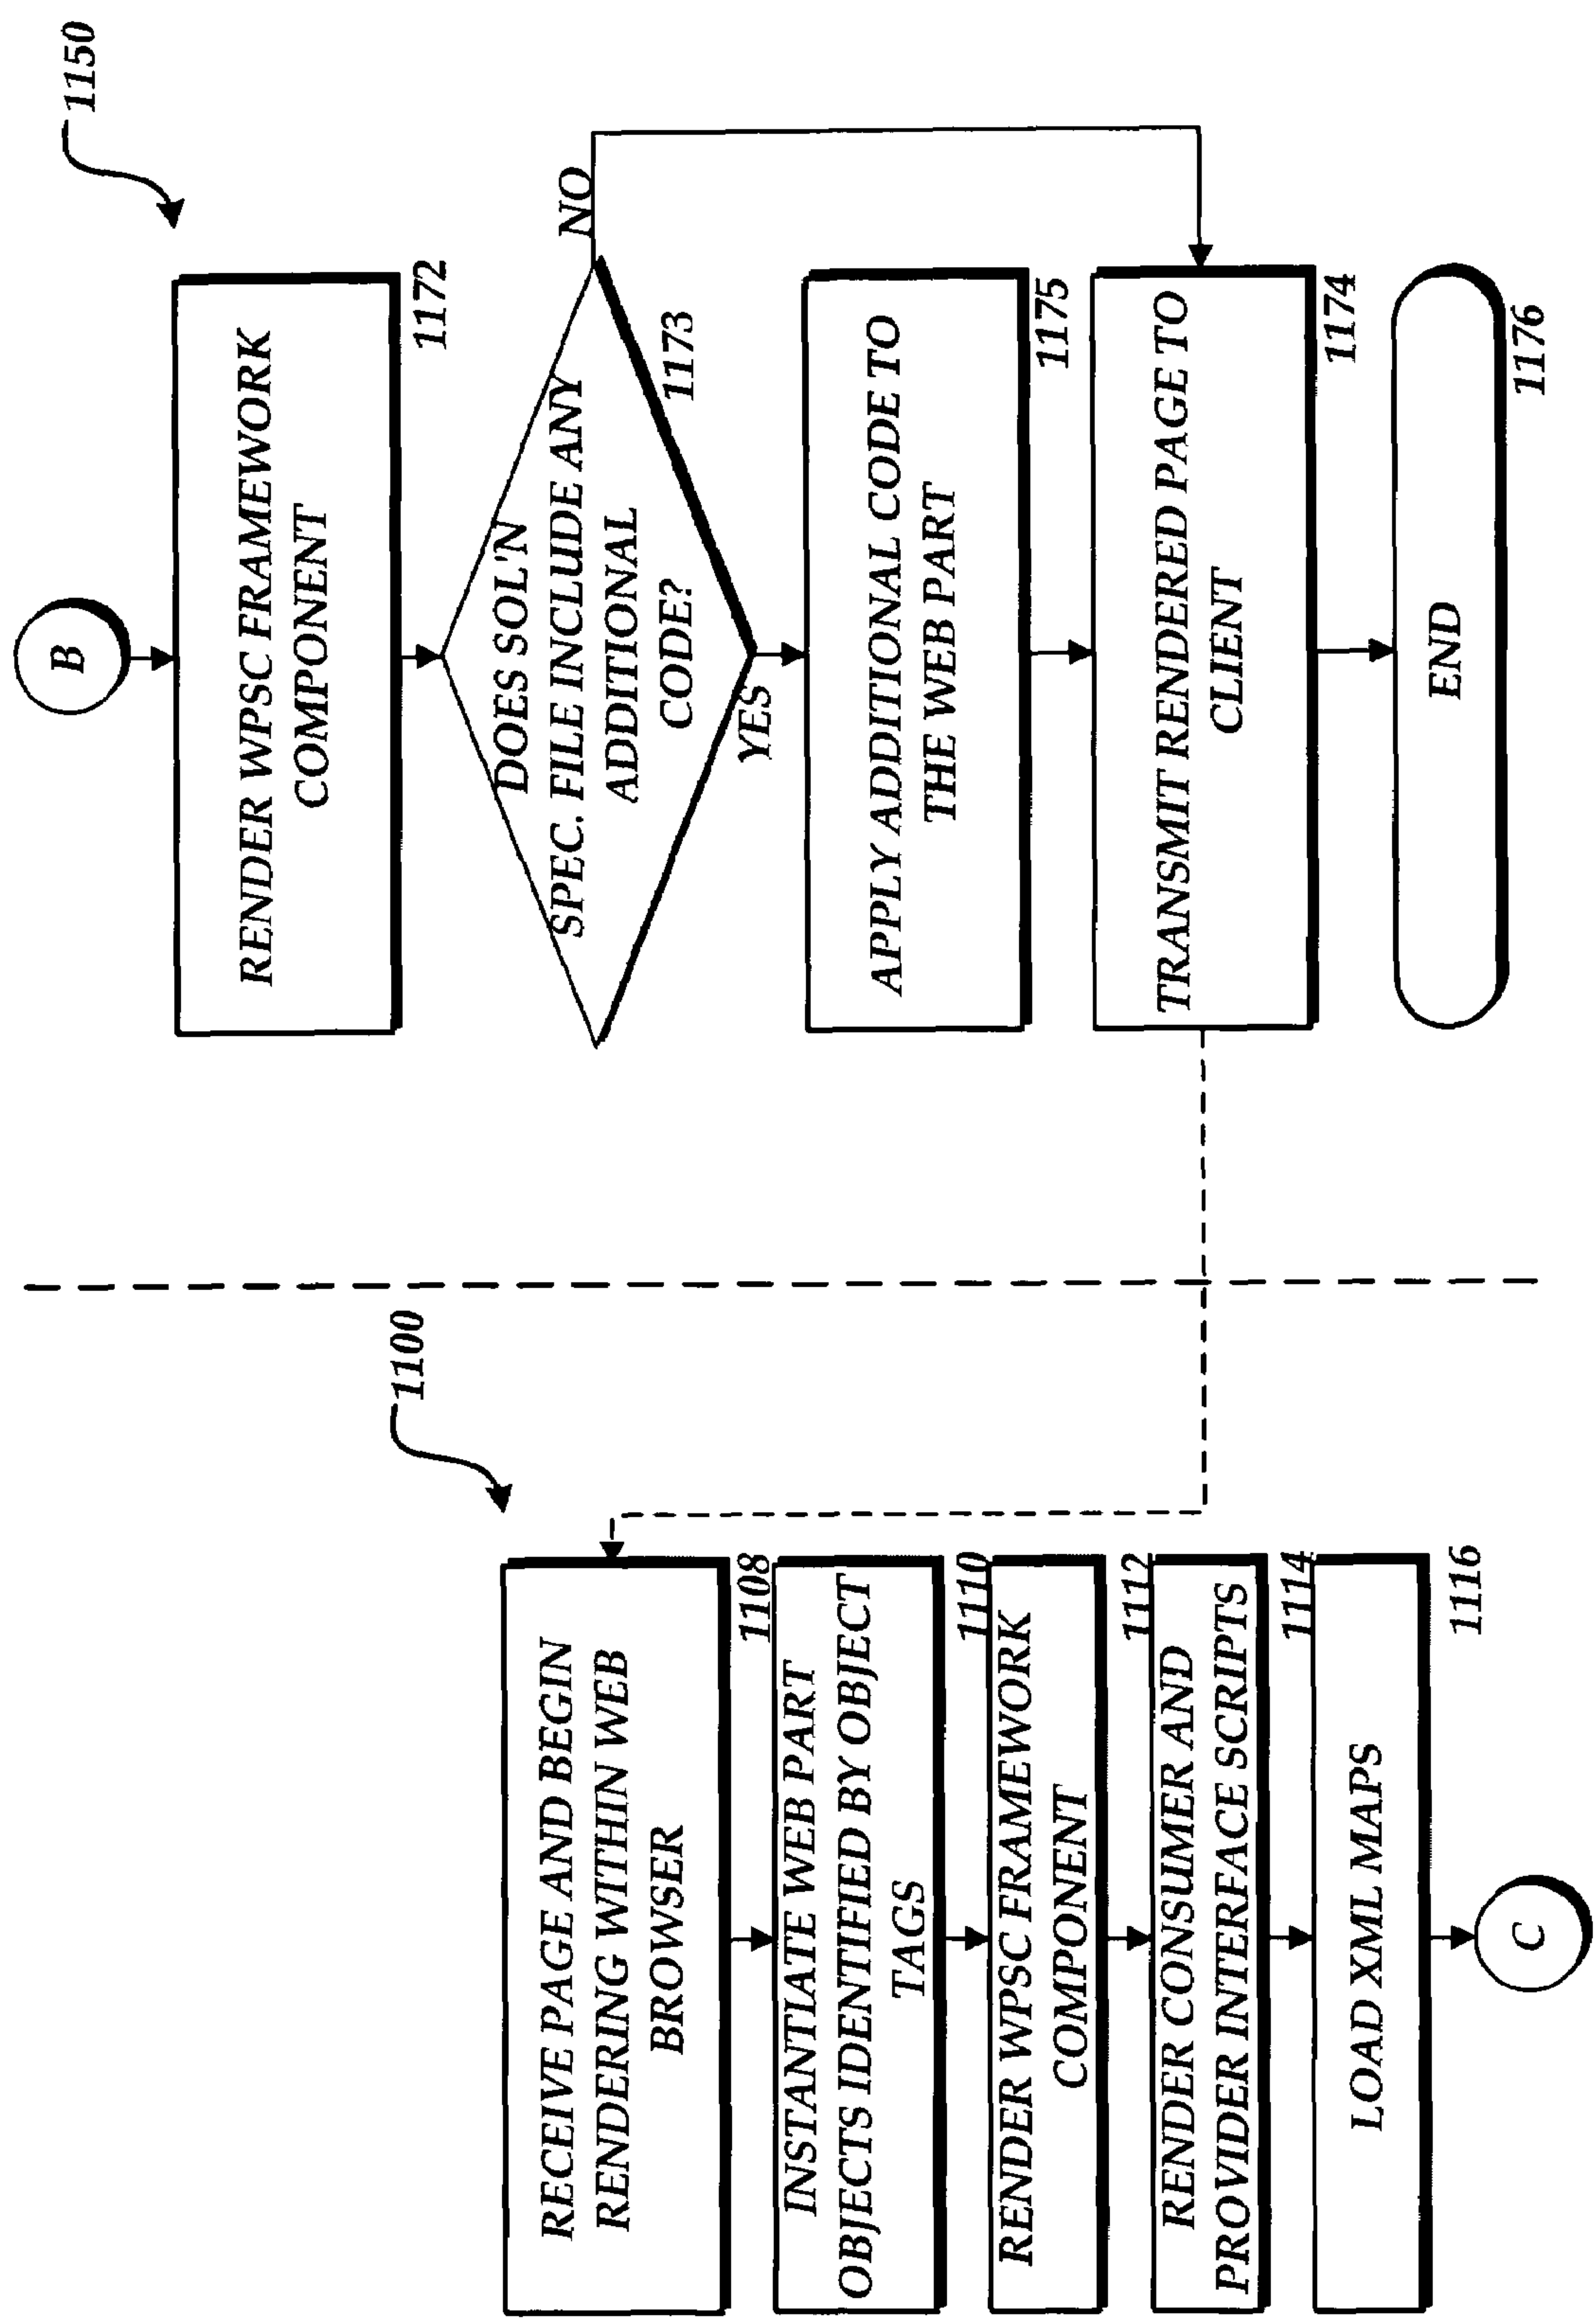 1100
RECEIVE PAGE AND BEGIN
RENDERING WITHIN WEB
BROWSER
1108
INSTANTIATE WEB PART
OBJECTS IDENTIFIED BY OBJECT
TAGS
1110
RENDER WPSC FRAMEWORK
COMPONENT
1112
RENDER CONSUMER AND
PROVIDER INTERFACE SCRIPTS
1114
LOAD XML MAPS
1116
C
1150
B
RENDER WPSC FRAMEWORK
COMPONENT
1172
DOES SOL'N
SPEC. FILE INCLUDE ANY
ADDITIONAL
CODE?
1173
NO
YES
APPLY ADDITIONAL CODE TO
THE WEB PART
1175
TRANSMIT RENDERED PAGE TO
CLIENT
1174
END
1176